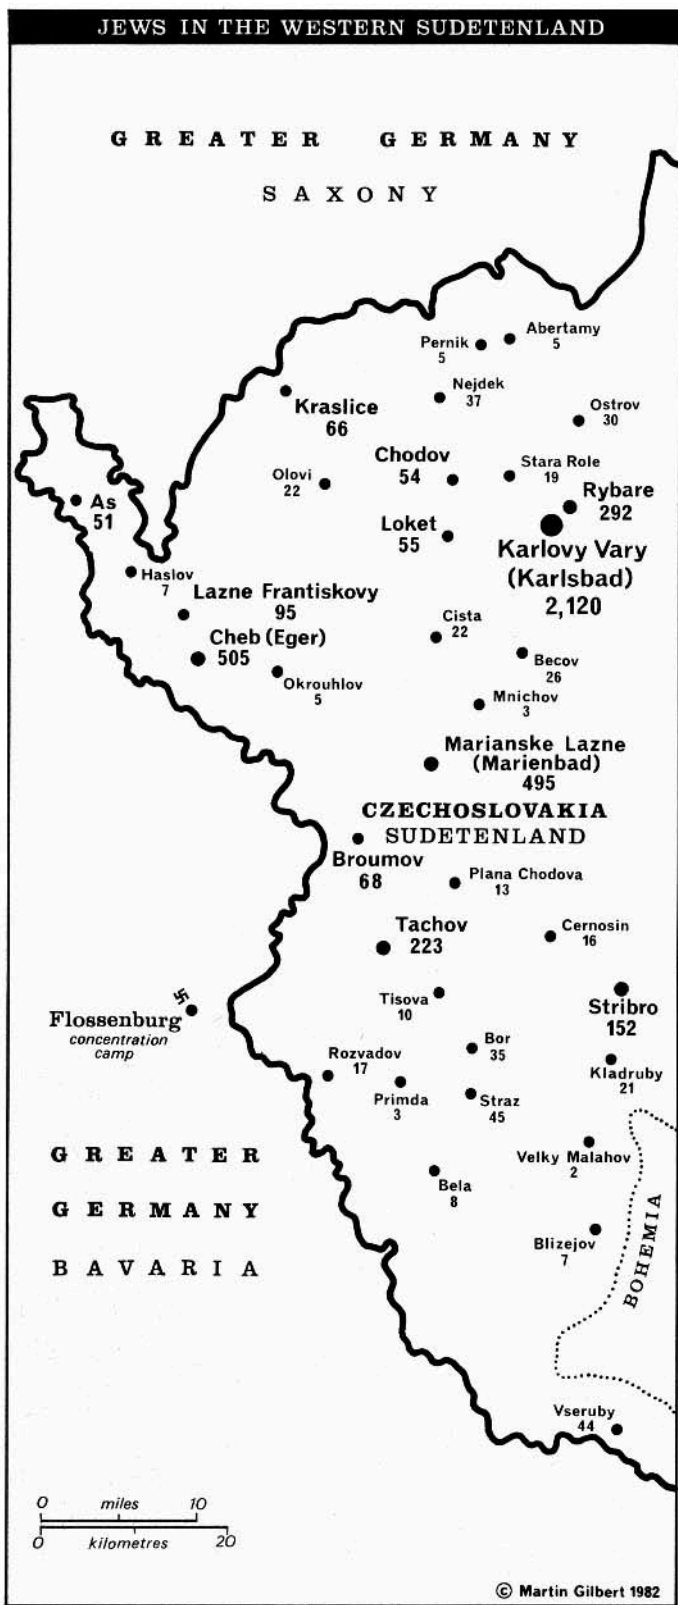 JEWS IN THE WESTERN SUDETENLAND
GREATER GERMANY
SAXONY
Pernik
5
Abertamy
5
Nejdek
37
Kraslice
66
Ostrov
30
Chodov
54
Stara Role
19
Olovi
22
Rybare
292
As
51
Loket
55
Karlovy Vary
(Karlsbad)
2,120
Haslov
7
Lazne Frantiskovy
95
Cista
22
Cheb (Eger)
505
Becov
26
Okrouhlov
5
Mnichov
3
Marianske Lazne
(Marienbad)
495
CZECHOSLOVAKIA
SUDETENLAND
Broumov
68
Plana Chodova
13
Tachov
223
Cernosin
16
Tisova
10
Stribro
152
Flossenburg
concentration
camp
Bor
35
Rozvadov
17
Kladruby
21
Primda
3
Straz
45
GREATER
GERMANY
BAVARIA
Velky Malahov
2
Bela
8
BOHEMIA
Blizejov
7
Vseruby
44
0 miles 10
0 kilometres 20
© Martin Gilbert 1982